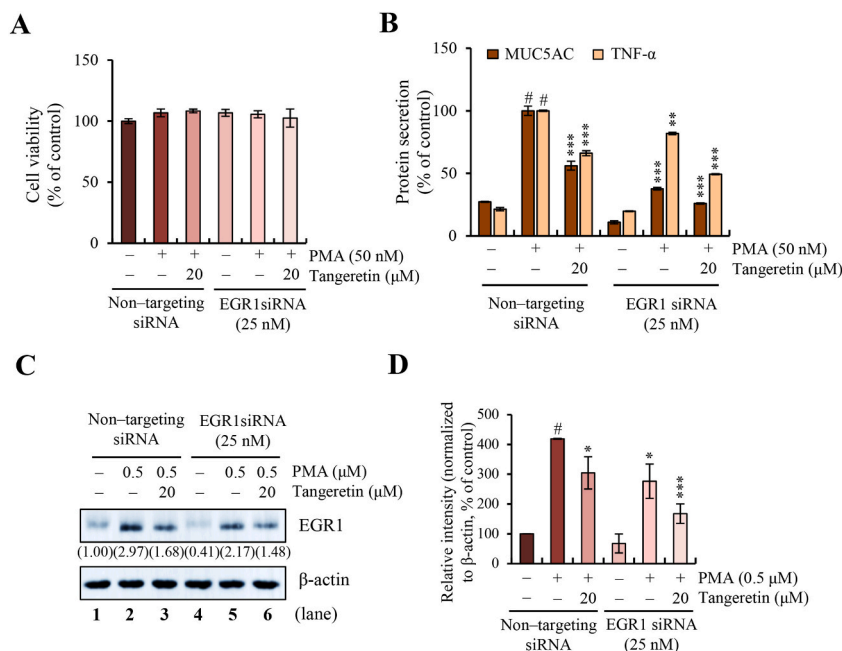 A
150
100
50
0
Cell viability
(% of control)
– + + – + + PMA (50 nM)
20 20 Tangeretin (μM)
Non–targeting
siRNA
EGR1siRNA
(25 nM)
B
MUC5AC TNF-α
150
100
50
0
Protein secretion
(% of control)
# # *** *** *** ** *** ***
– + + – + + PMA (50 nM)
20 20 Tangeretin (μM)
Non–targeting
siRNA
EGR1 siRNA
(25 nM)
C
Non–targeting
siRNA
EGR1siRNA
(25 nM)
– 0.5 0.5 – 0.5 0.5 PMA (μM)
– – 20 – – 20 Tangeretin (μM)
EGR1
(1.00) (2.97) (1.68) (0.41) (2.17) (1.48)
β-actin
1 2 3 4 5 6 (lane)
D
500
400
300
200
100
0
Relative intensity (normalized
to β-actin, % of control)
# * * ***
– + + – + + PMA (0.5 μM)
20 20 Tangeretin (μM)
Non–targeting
siRNA
EGR1 siRNA
(25 nM)